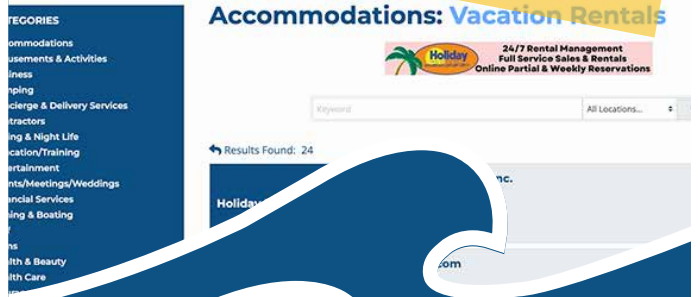 Accommodations: Vacation Rentals
TEGORIES
ommodations
usements & Activities
iness
mping
cierge & Delivery Services
tractors
ing & Night Life
cation/Training
ertainment
nts/Meetings/Weddings
ancial Services
ing & Boating
ms
lth & Beauty
lth Care
Holiday
24/7 Rental Management
Full Service Sales & Rentals
Online Partial & Weekly Reservations
Keyword
All Locations...
Results Found: 24
nc.
Holiday
com